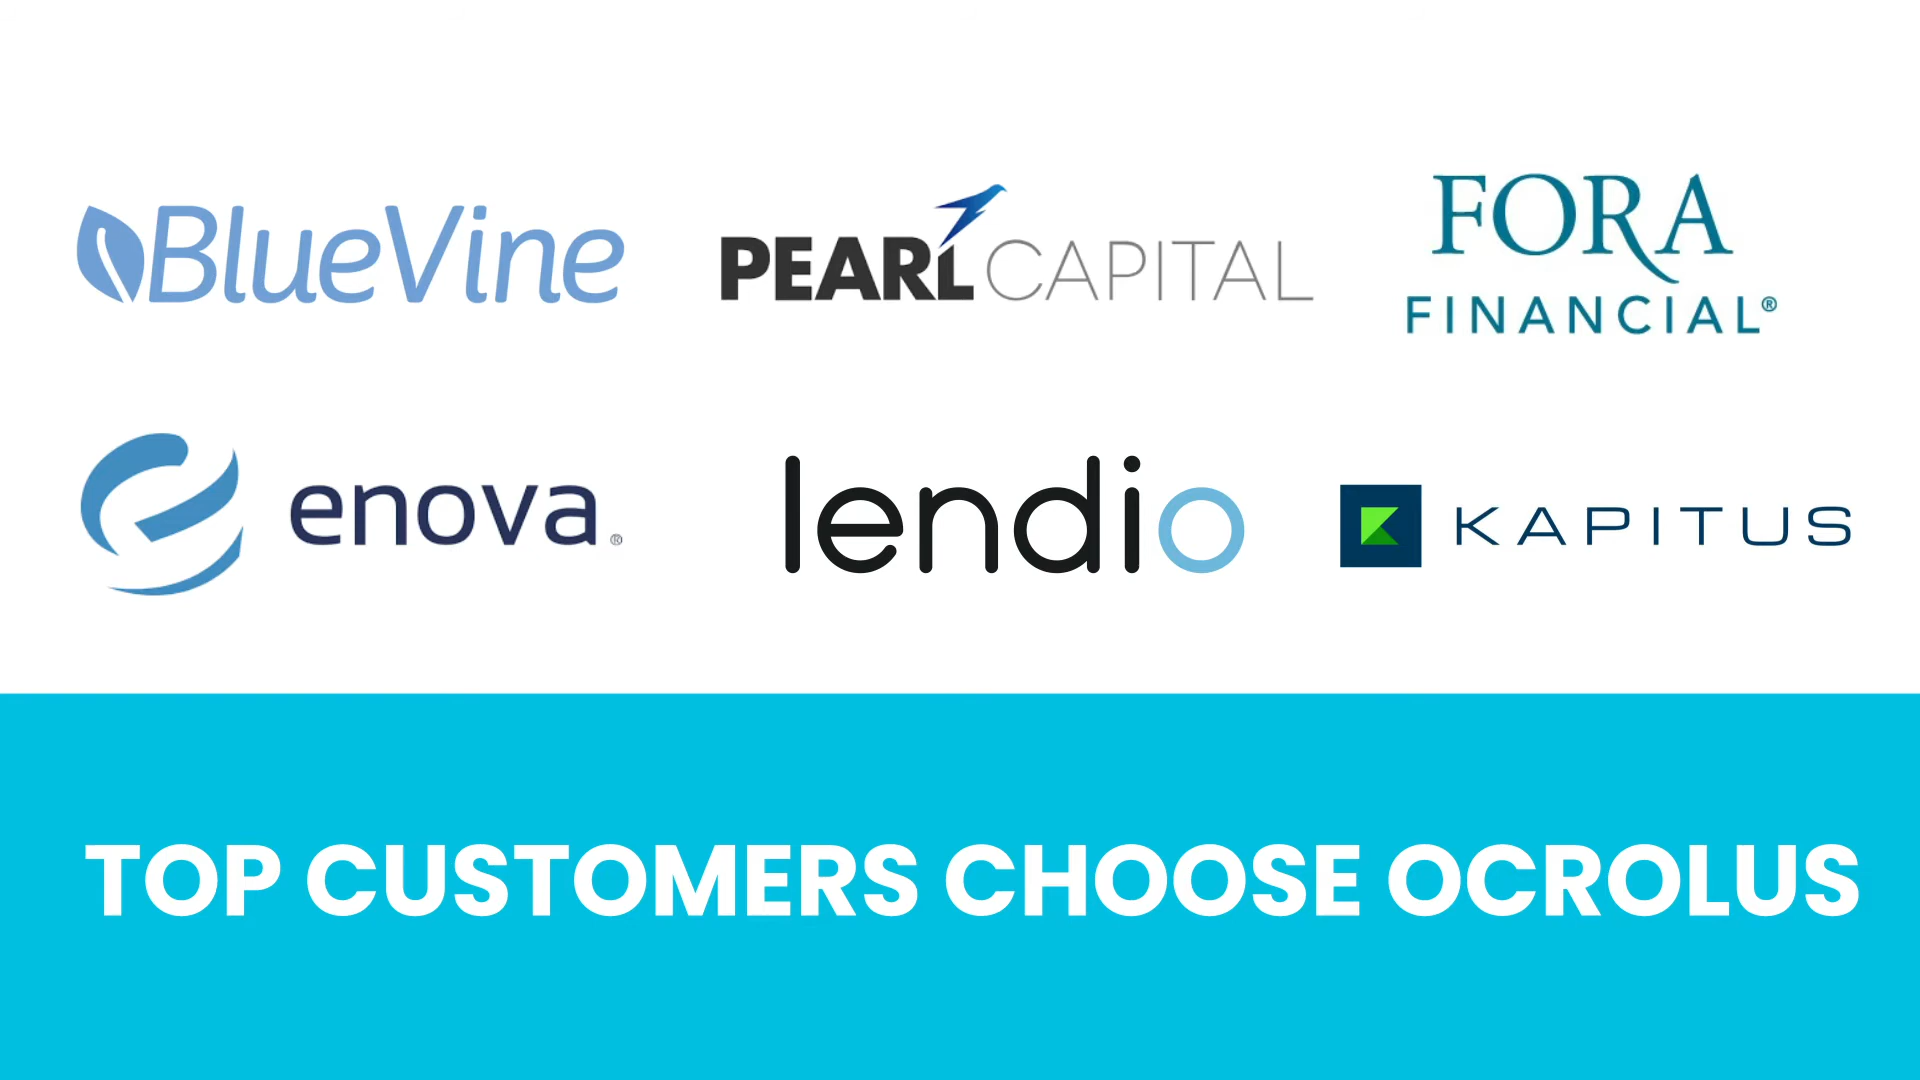 BlueVine
PEARL CAPITAL
FORA
FINANCIAL®
enova®
lendio
KAPITUS
TOP CUSTOMERS CHOOSE OCROLUS